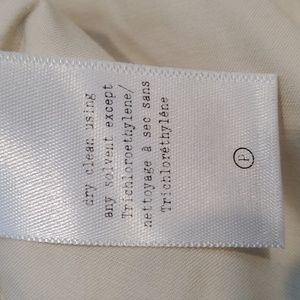 dry clean using
any solvent except
Trichloroethylene/
nettoyage à sec sans
Trichloréthylène
P